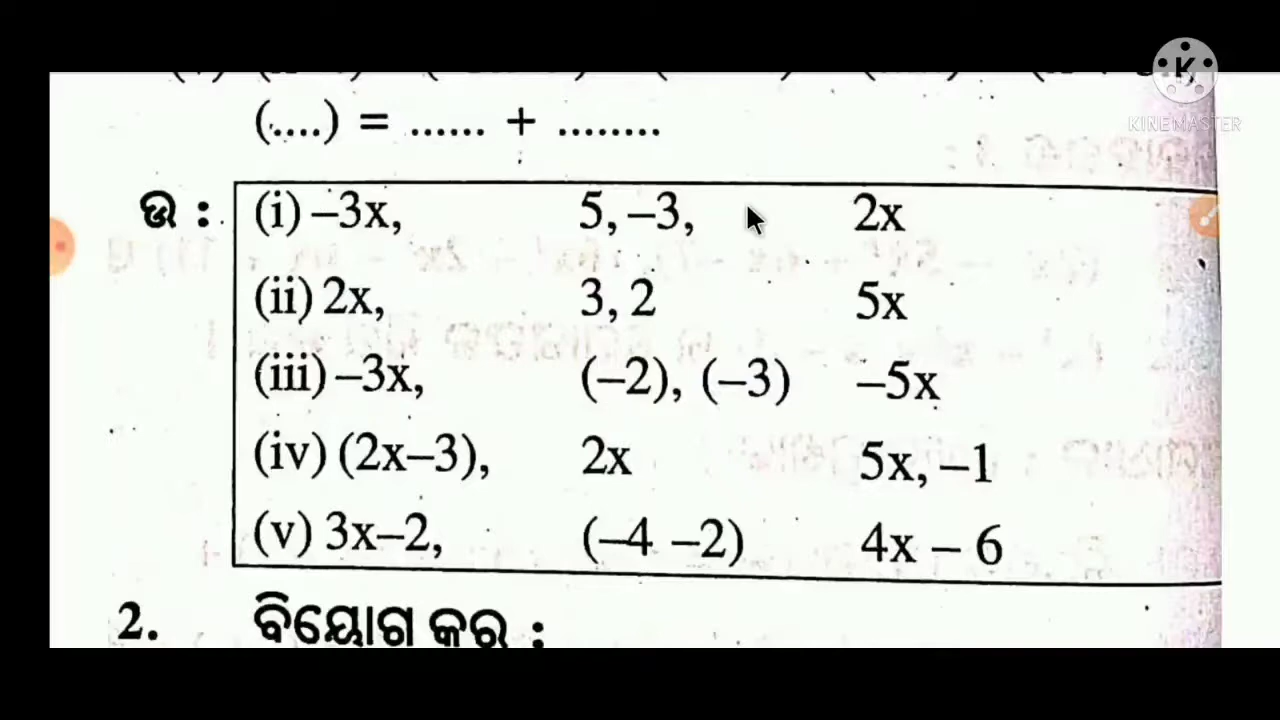 K
KINEMASTER
(....) = ...... + ........
ଉ : (i) –3x, 5, –3, 2x
(ii) 2x, 3, 2 5x
(iii) –3x, (–2), (–3) –5x
(iv) (2x–3), 2x 5x, –1
(v) 3x–2, (–4 –2) 4x – 6
2. ବିୟୋଗ କର :